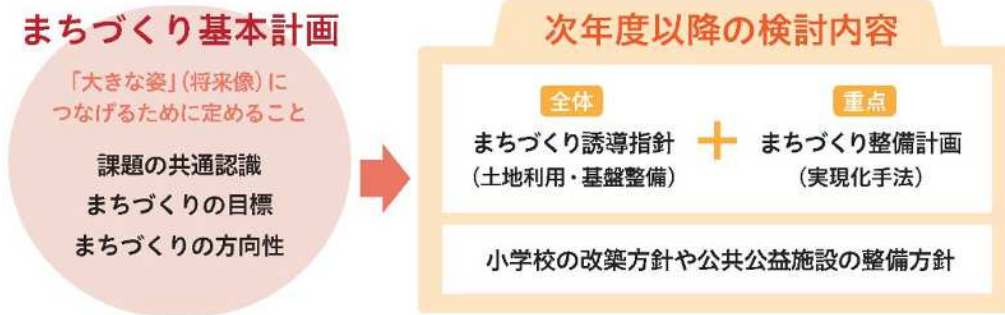 まちづくり基本計画
「大きな姿」(将来像)に
つなげるために定めること
課題の共通認識
まちづくりの目標
まちづくりの方向性
次年度以降の検討内容
全体
まちづくり誘導指針
(土地利用・基盤整備)
+
重点
まちづくり整備計画
(実現化手法)
小学校の改築方針や公共公益施設の整備方針